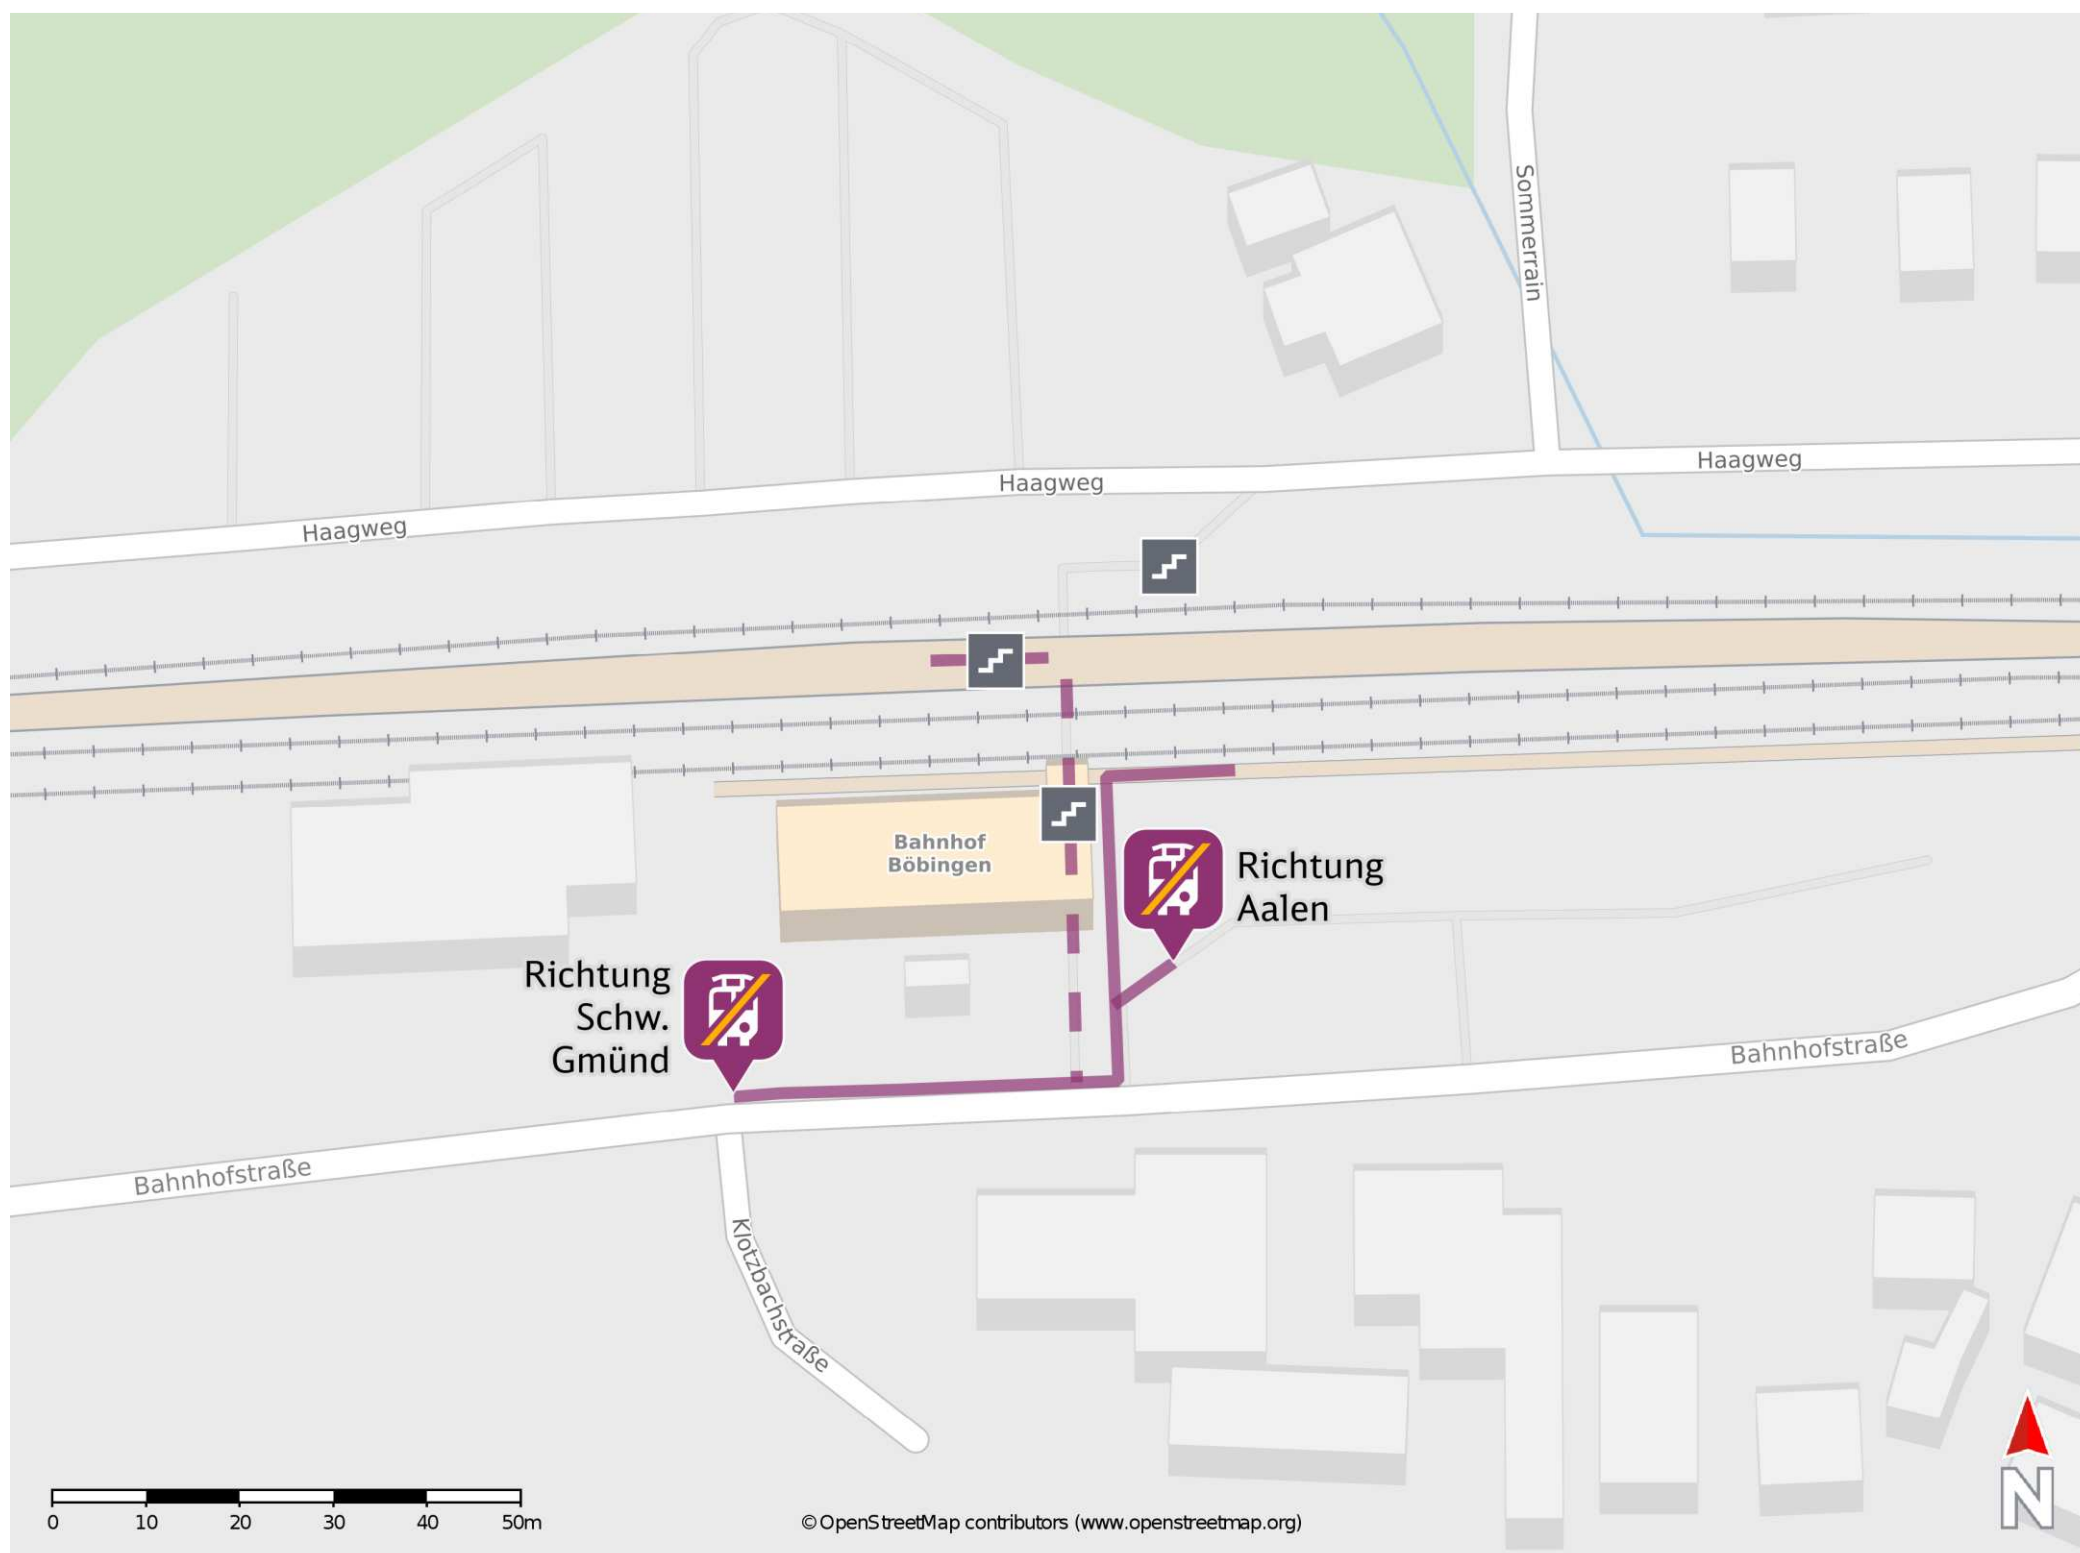 Sommerrain
Haagweg
Haagweg
Haagweg
Bahnhof
Böbingen
Richtung
Aalen
Richtung
Schw.
Gmünd
Bahnhofstraße
Bahnhofstraße
Klotzbachstraße
0 10 20 30 40 50m
© OpenStreetMap contributors (www.openstreetmap.org)
N